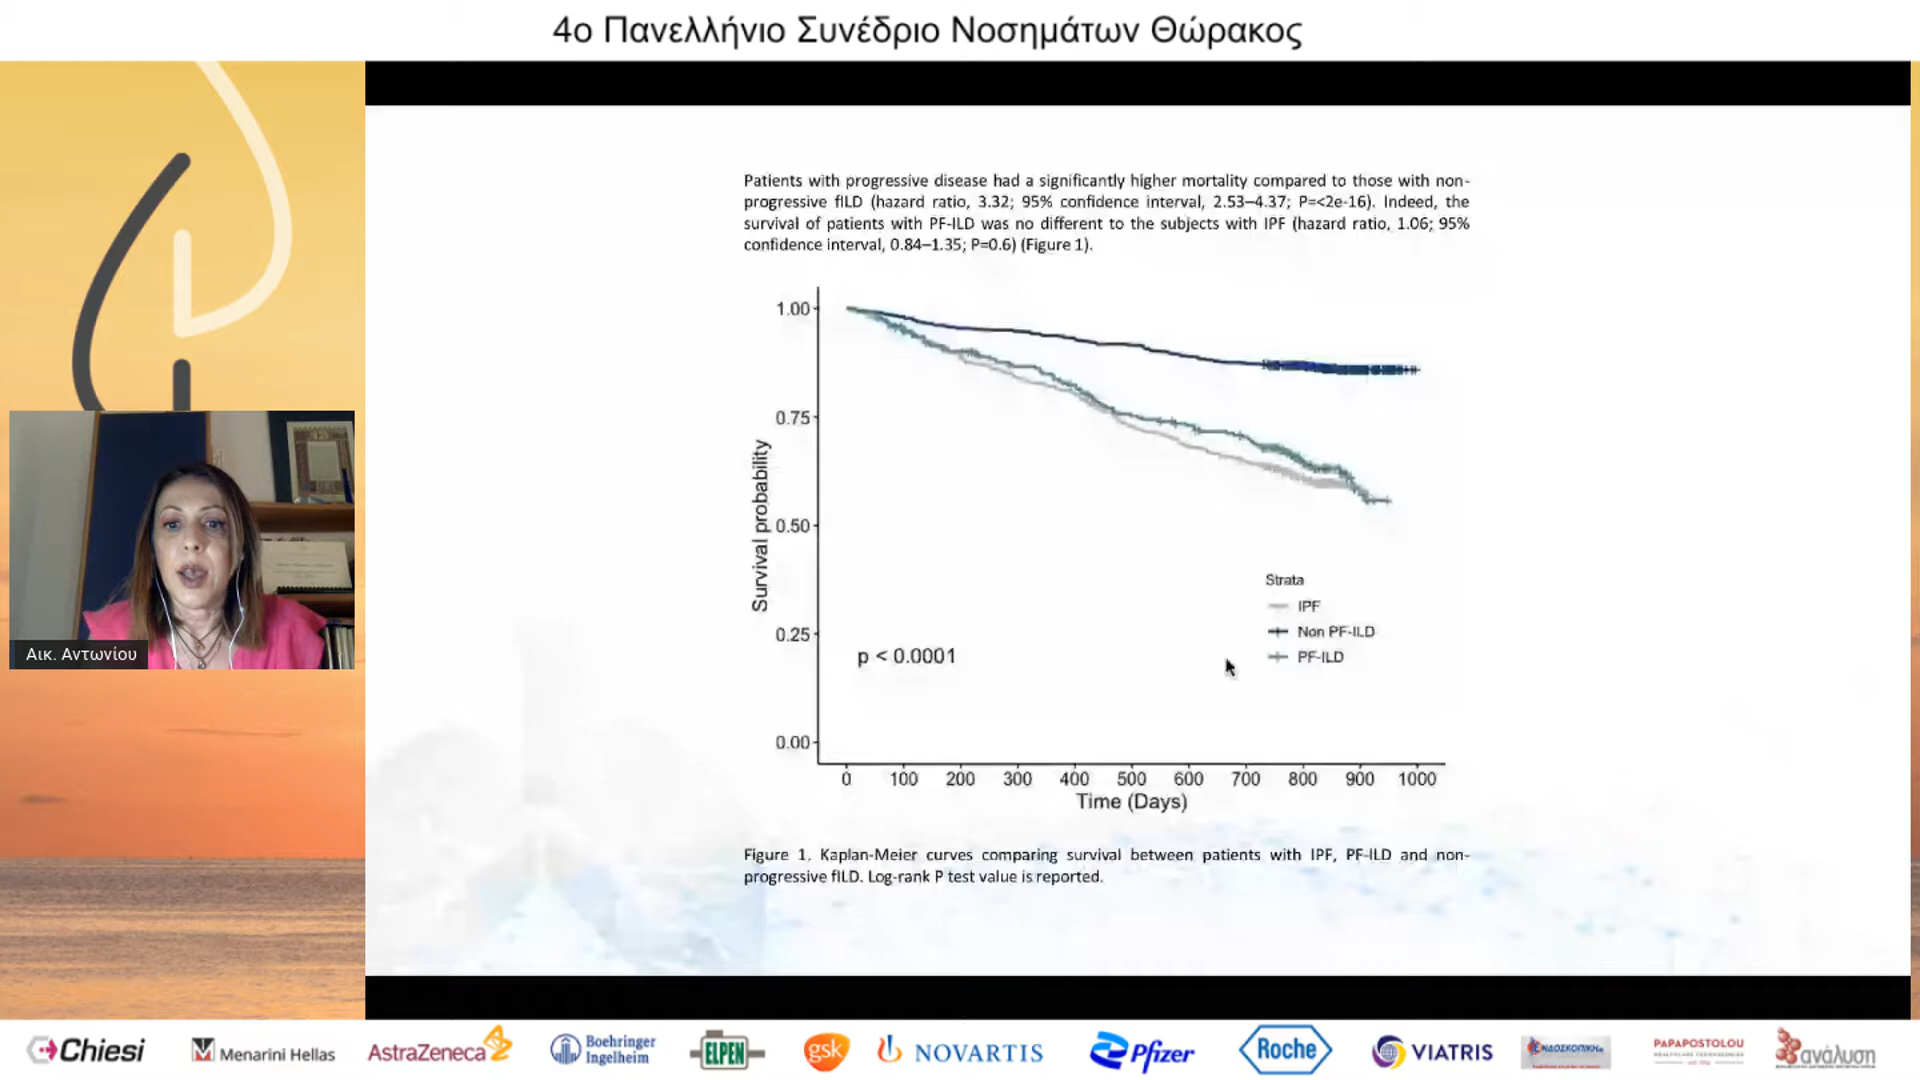 4ο Πανελλήνιο Συνέδριο Νοσημάτων Θώρακος
Patients with progressive disease had a significantly higher mortality compared to those with non-
progressive fILD (hazard ratio, 3.32; 95% confidence interval, 2.53–4.37; P=<2e-16). Indeed, the
survival of patients with PF-ILD was no different to the subjects with IPF (hazard ratio, 1.06; 95%
confidence interval, 0.84–1.35; P=0.6) (Figure 1).
1.00
0.75
0.50
0.25
0.00
Survival probability
p < 0.0001
Strata
IPF
Non PF-ILD
PF-ILD
0 100 200 300 400 500 600 700 800 900 1000
Time (Days)
Figure 1. Kaplan-Meier curves comparing survival between patients with IPF, PF-ILD and non-
progressive fILD. Log-rank P test value is reported.
Αικ. Αντωνίου
Chiesi
Menarini Hellas
AstraZeneca
Boehringer
Ingelheim
ELPEN
gsk
NOVARTIS
Pfizer
Roche
VIATRIS
ΕΝΔΟΣΚΟΠΙΚΗ
PAPAPOSTOLOU
ανάλυση